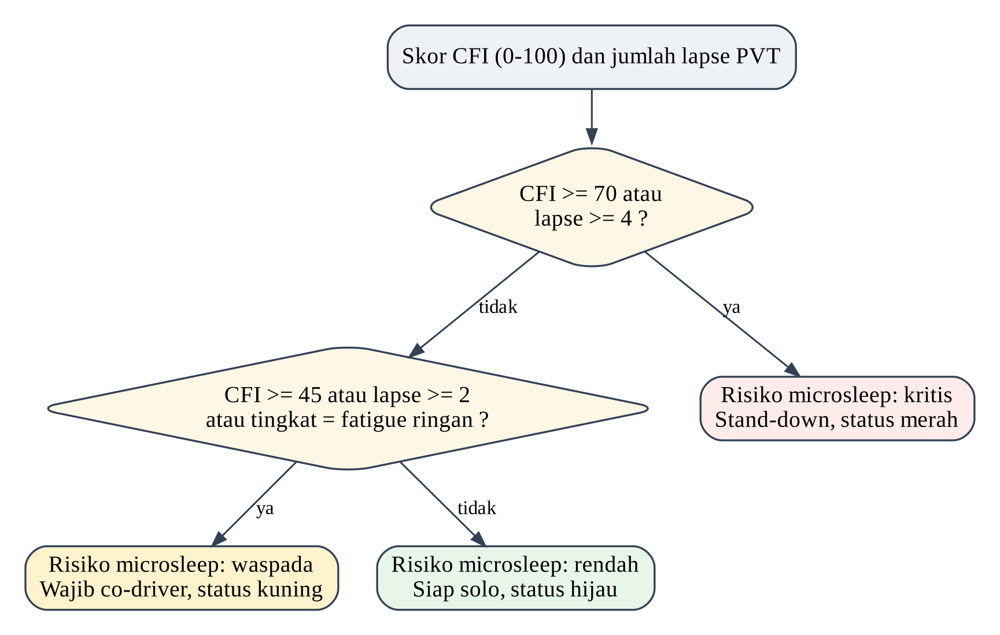 Skor CFI (0-100) dan jumlah lapse PVT
CFI >= 70 atau
lapse >= 4 ?
tidak
ya
CFI >= 45 atau lapse >= 2
atau tingkat = fatigue ringan ?
Risiko microsleep: kritis
Stand-down, status merah
ya
tidak
Risiko microsleep: waspada
Wajib co-driver, status kuning
Risiko microsleep: rendah
Siap solo, status hijau